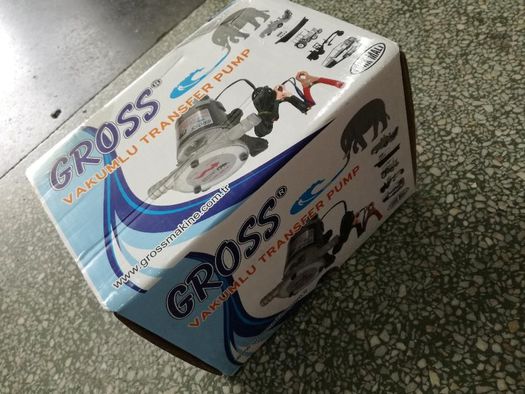 GROSS®
VAKUMLU TRANSFER PUMP
www.grossmakine.com.tr
GROSS®
VAKUMLU TRANSFER PUMP